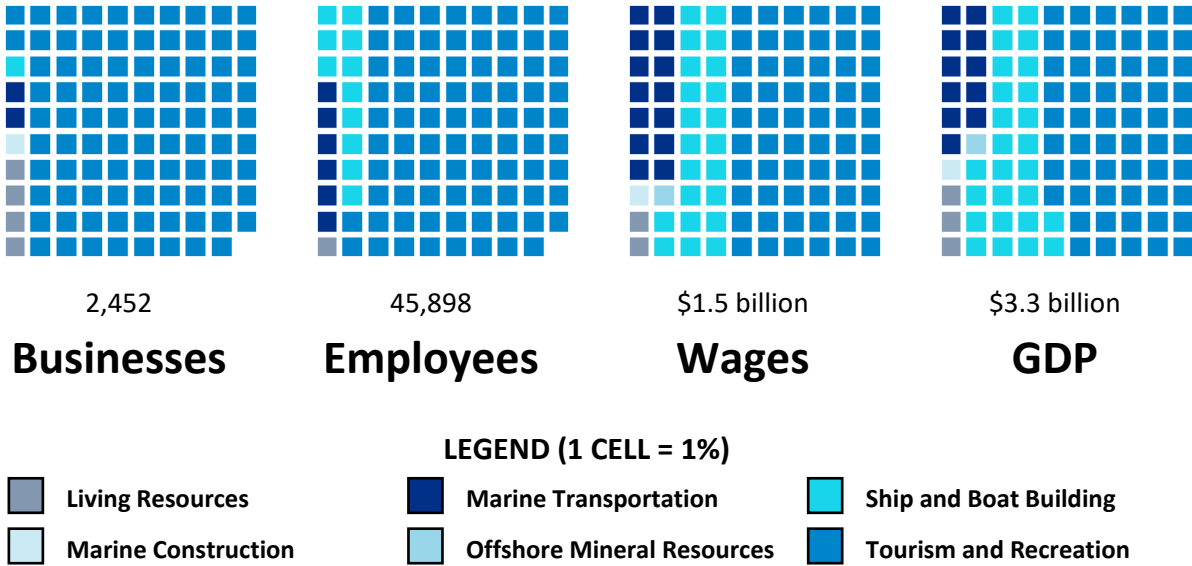 2,452
45,898
$1.5 billion
$3.3 billion
Businesses
Employees
Wages
GDP
LEGEND (1 CELL = 1%)
Living Resources
Marine Transportation
Ship and Boat Building
Marine Construction
Offshore Mineral Resources
Tourism and Recreation